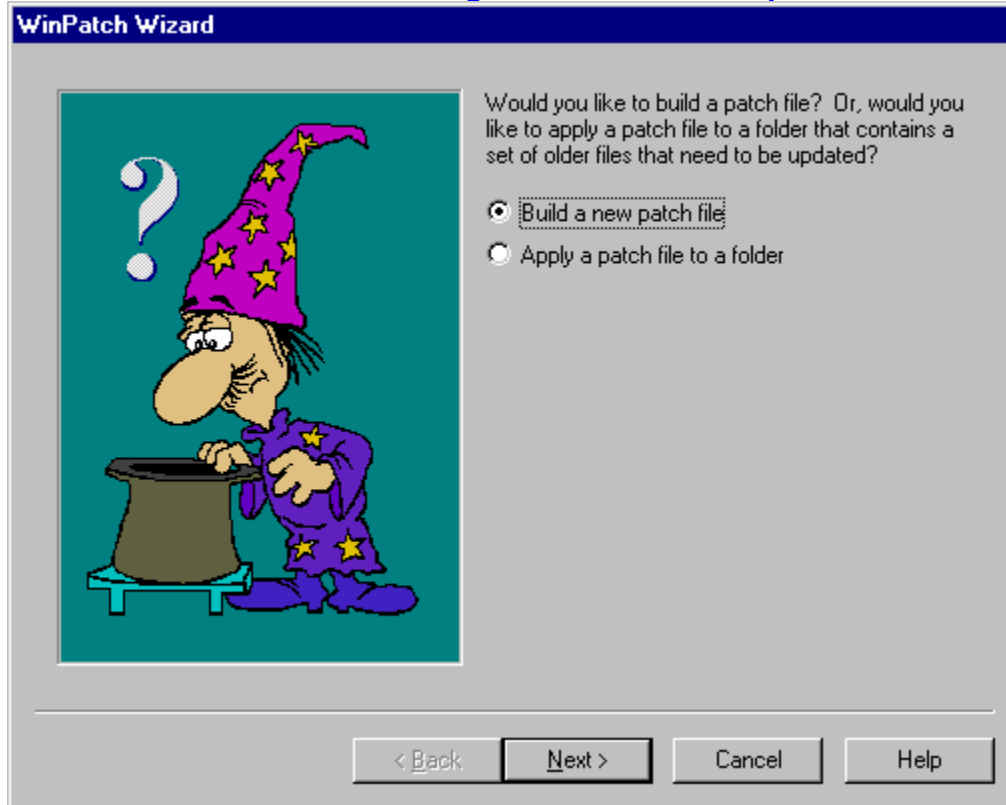 WinPatch Wizard
?
Would you like to build a patch file? Or, would you
like to apply a patch file to a folder that contains a
set of older files that need to be updated?
Build a new patch file
Apply a patch file to a folder
< Back
Next >
Cancel
Help